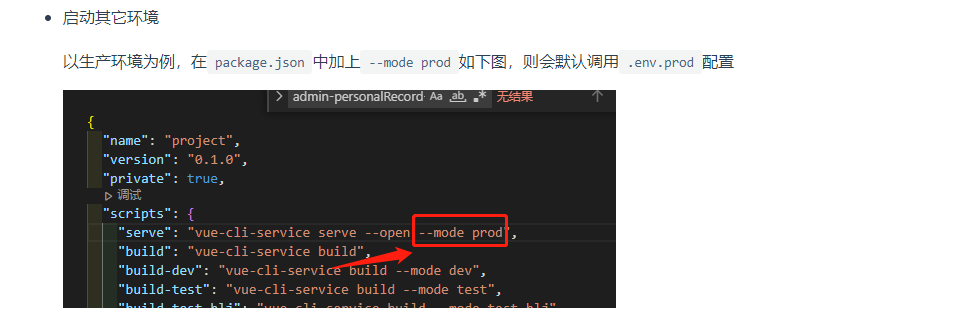 启动其它环境
以生产环境为例，在 package.json 中加上 --mode prod 如下图，则会默认调用 .env.prod 配置
admin-personalRecord Aa ab .* 无结果
{
"name": "project",
"version": "0.1.0",
"private": true,
调试
"scripts": {
"serve": "vue-cli-service serve --open --mode prod",
"build": "vue-cli-service build",
"build-dev": "vue-cli-service build --mode dev",
"build-test": "vue-cli-service build --mode test",